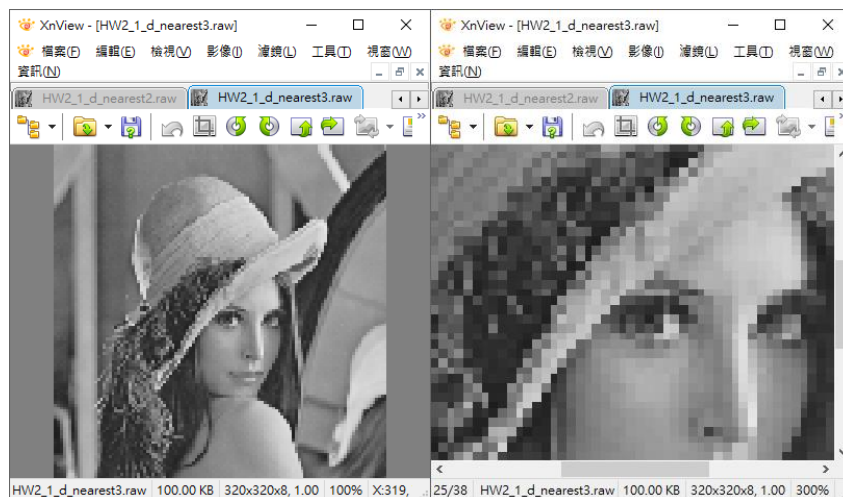 XnView - [HW2_1_d_nearest3.raw]
檔案(F) 編輯(E) 檢視(V) 影像(I) 濾鏡(L) 工具(T) 視窗(W)
資訊(N)
HW2_1_d_nearest2.raw HW2_1_d_nearest3.raw
HW2_1_d_nearest3.raw 100.00 KB 320x320x8, 1.00 100% X:319,
XnView - [HW2_1_d_nearest3.raw]
檔案(F) 編輯(E) 檢視(V) 影像(I) 濾鏡(L) 工具(T) 視窗(W)
資訊(N)
HW2_1_d_nearest2.raw HW2_1_d_nearest3.raw
25/38 HW2_1_d_nearest3.raw 100.00 KB 320x320x8, 1.00 300%